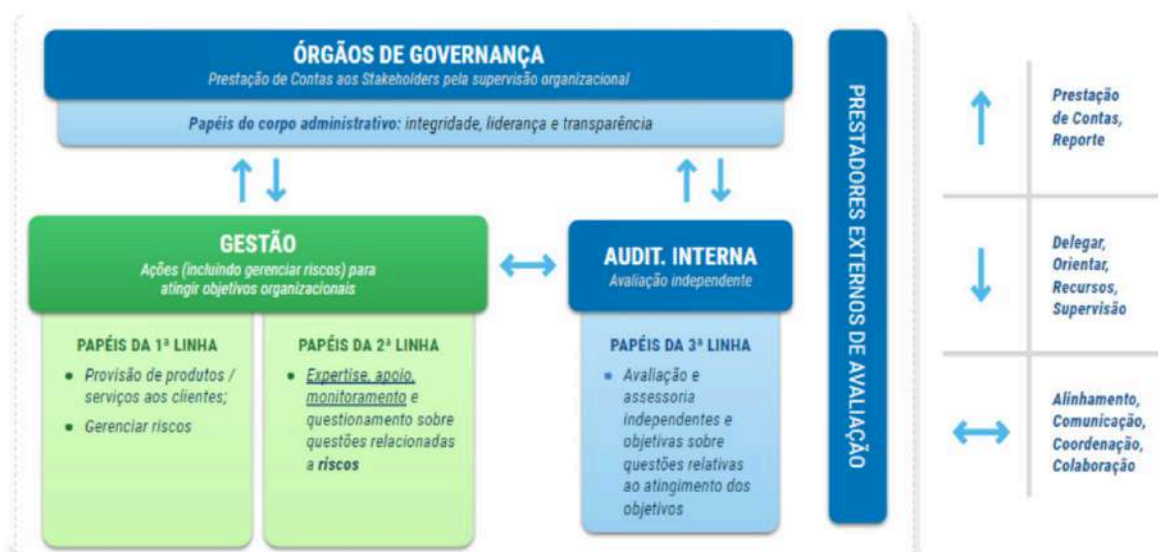 ÓRGÃOS DE GOVERNANÇA
Prestação de Contas aos Stakeholders pela supervisão organizacional
Papéis do corpo administrativo: integridade, liderança e transparência
GESTÃO
Ações (incluindo gerenciar riscos) para
atingir objetivos organizacionais
PAPÉIS DA 1ª LINHA
• Provisão de produtos /
serviços aos clientes;
• Gerenciar riscos
PAPÉIS DA 2ª LINHA
• Expertise, apoio,
monitoramento e
questionamento sobre
questões relacionadas
a riscos
AUDIT. INTERNA
Avaliação independente
PAPÉIS DA 3ª LINHA
• Avaliação e
assessoria
independentes e
objetivas sobre
questões relativas
ao atingimento dos
objetivos
PRESTADORES EXTERNOS DE AVALIAÇÃO
Prestação
de Contas,
Reporte
Delegar,
Orientar,
Recursos,
Supervisão
Alinhamento,
Comunicação,
Coordenação,
Colaboração